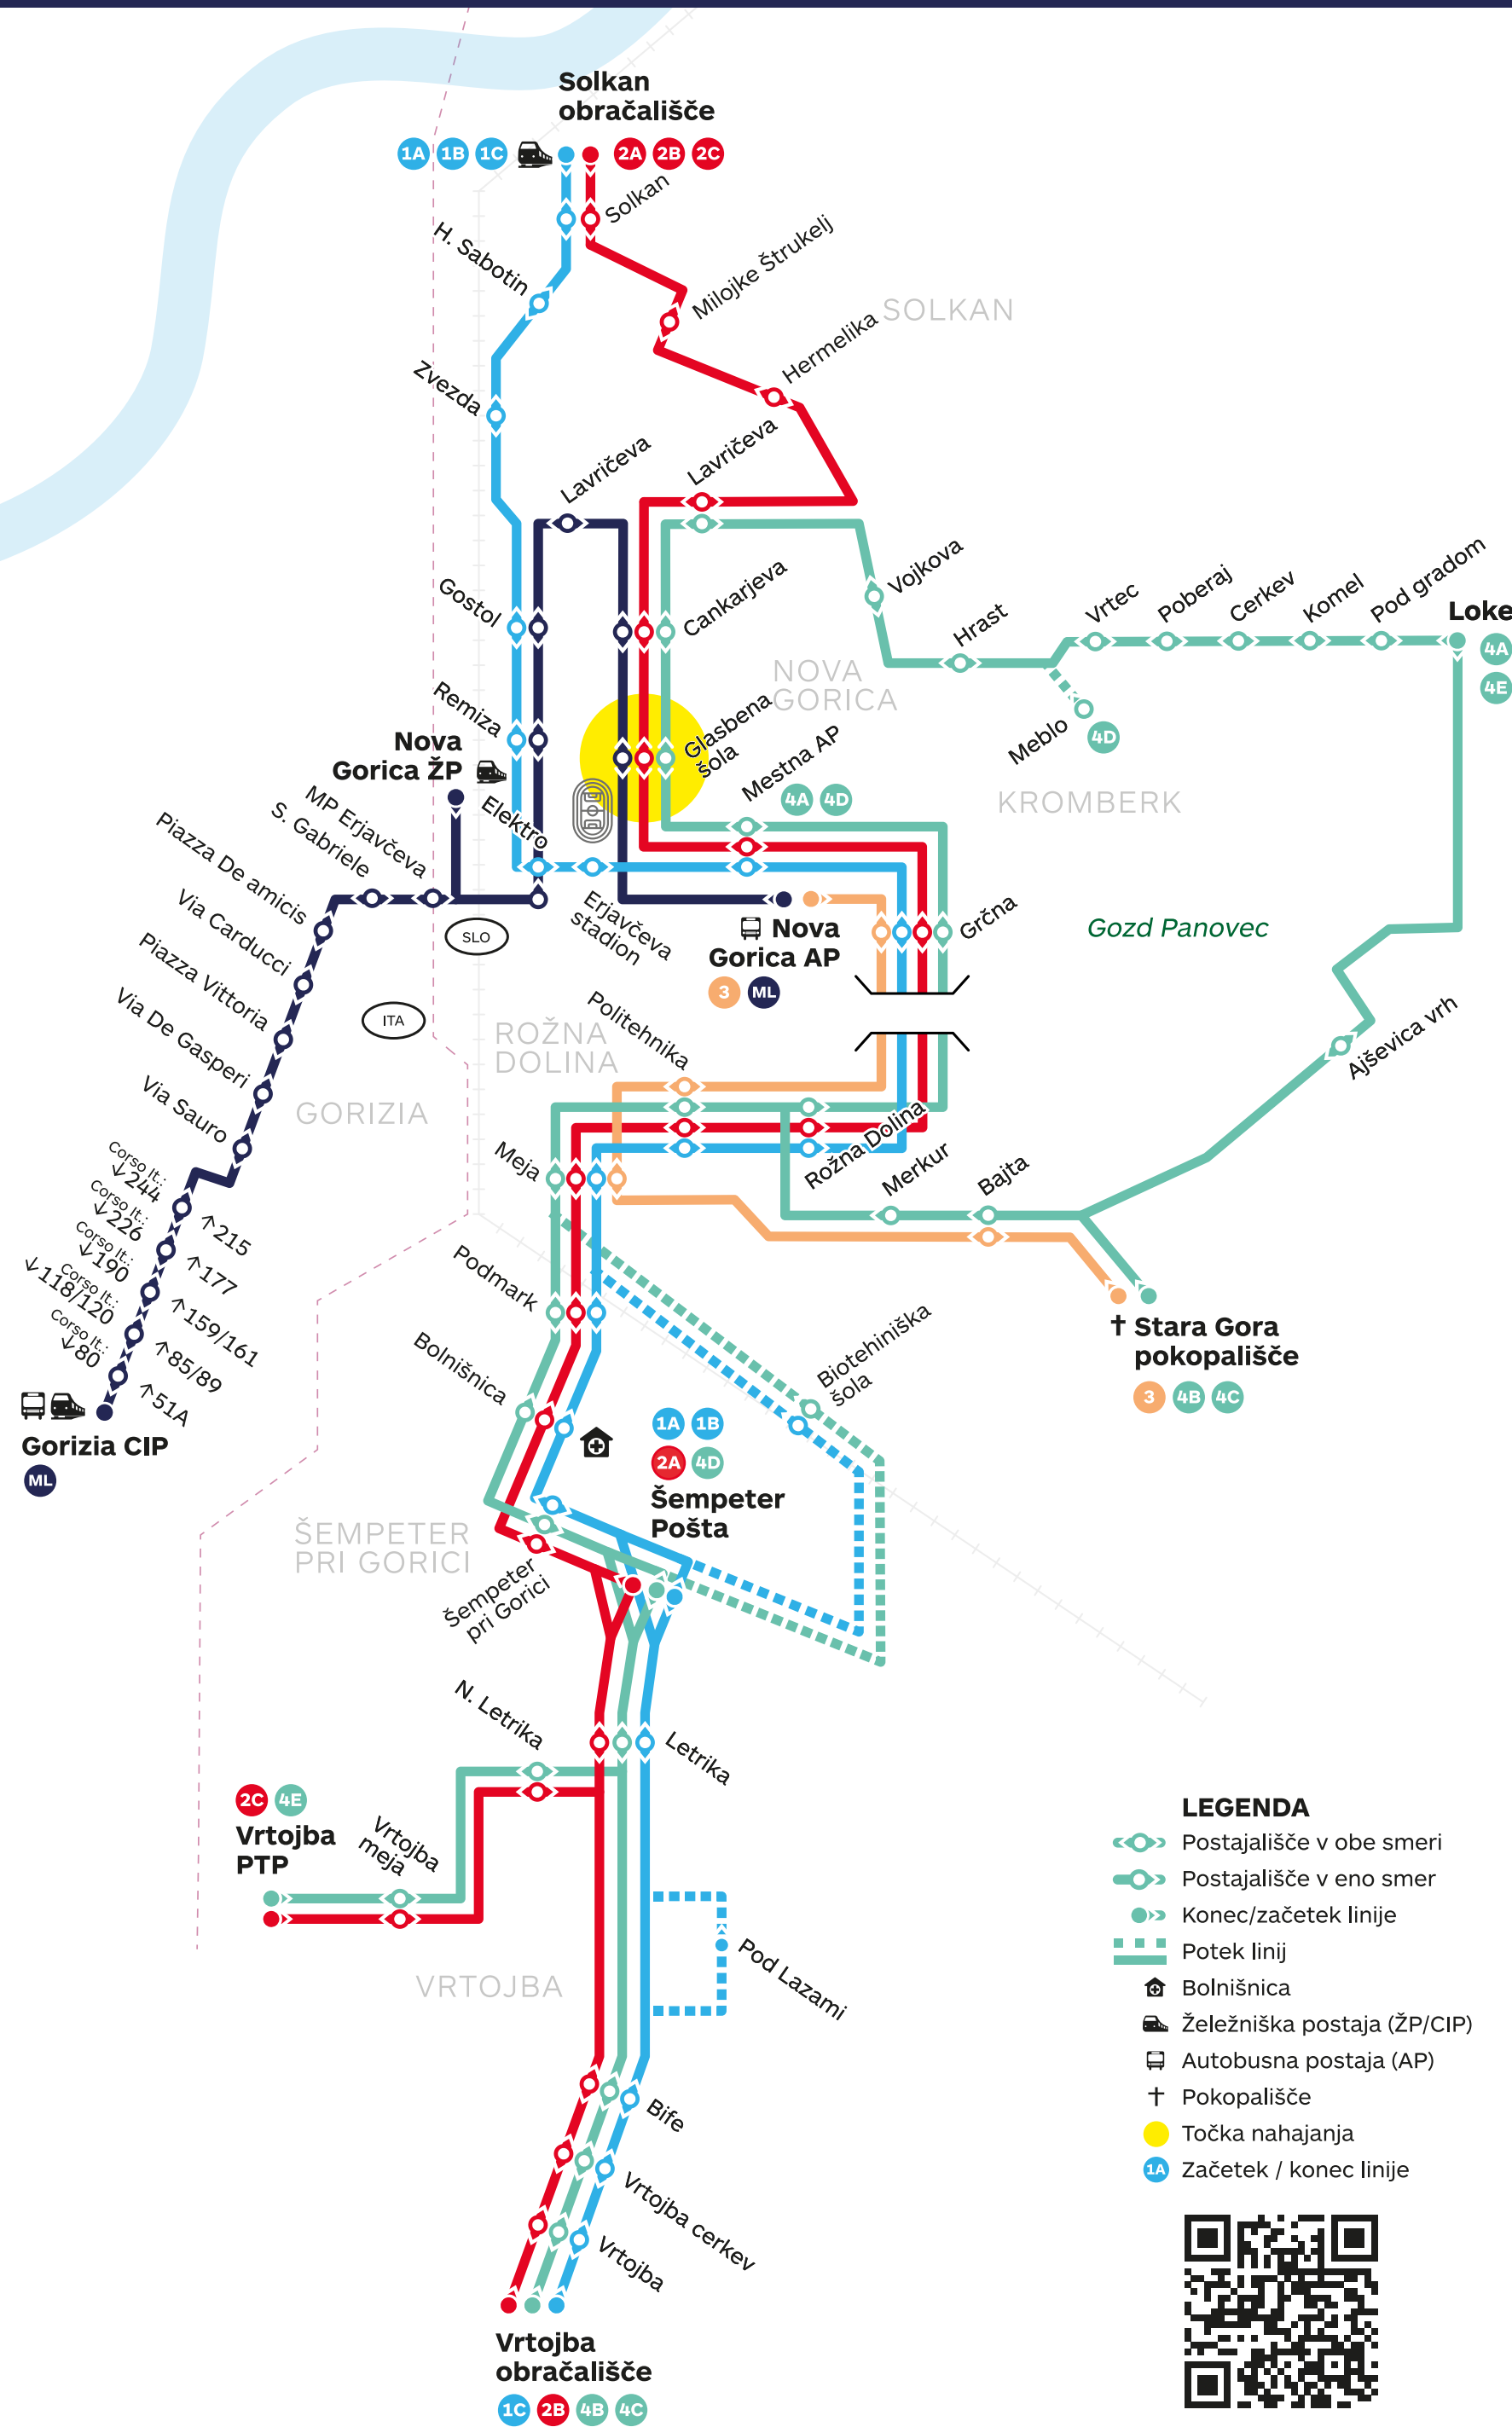 Solkan
obračališče
1A 1B 1C
2A 2B 2C
Solkan
H. Sabotin
Milojke Štrukelj
SOLKAN
Hermelika
Zvezda
Lavričeva
Lavričeva
Vojkova
Gostol
Cankarjeva
Hrast
Vrtec
Poberaj
Cerkev
Komel
Pod gradom
Loke
4A
4E
NOVA
GORICA
Remiza
Glasbena
šola
Meblo
4D
Nova
Gorica ŽP
Mestna AP
4A 4D
KROMBERK
Elektro
MP Erjavčeva
S. Gabriele
Piazza De amicis
Via Carducci
Piazza Vittoria
Via De Gasperi
Via Sauro
SLO
ITA
Erjavčeva
stadion
Nova
Gorica AP
3 ML
Grčna
Gozd Panovec
Politehnika
ROŽNA
DOLINA
GORIZIA
Ajševica vrh
Meja
Rožna Dolina
Merkur
Bajta
Corso It.:
↓244
Corso It.:
↓226
Corso It.:
↓190
Corso It.:
↓118/120
Corso It.:
↓80
↑215
↑177
↑159/161
↑85/89
↑51A
Gorizia CIP
ML
Podmark
Bolnišnica
Biotehiniška
šola
Stara Gora
pokopališče
3 4B 4C
1A 1B
2A 4D
Šempeter
Pošta
ŠEMPETER
PRI GORICI
Šempeter
pri Gorici
N. Letrika
Letrika
2C 4E
Vrtojba
PTP
Vrtojba
meja
VRTOJBA
Pod Lazami
Bife
Vrtojba cerkev
Vrtojba
Vrtojba
obračališče
1C 2B 4B 4C
LEGENDA
Postajališče v obe smeri
Postajališče v eno smer
Konec/začetek linije
Potek linij
Bolnišnica
Želežniška postaja (ŽP/CIP)
Autobusna postaja (AP)
Pokopališče
Točka nahajanja
1A Začetek / konec linije